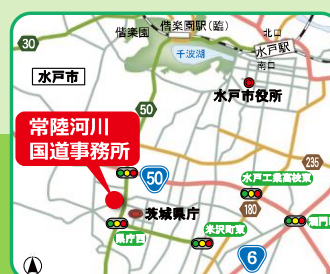 偕楽園
偕楽園駅(臨)
北口
水戸駅
南口
30
千波湖
水戸市
水戸市役所
50
常陸河川
国道事務所
50
235
水戸工業高校東
180
茨城県庁
県庁西
米沢町東
6